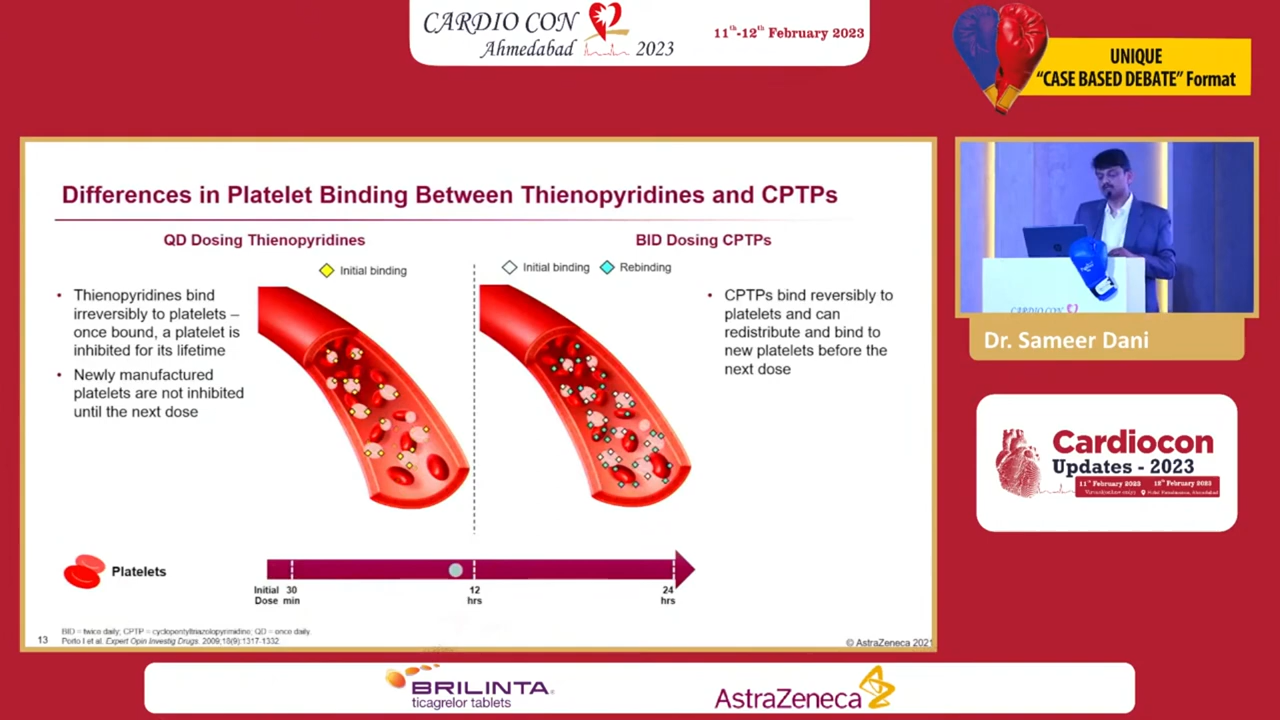 CARDIO CON
Ahmedabad 2023
11th-12th February 2023
UNIQUE
“CASE BASED DEBATE” Format
Differences in Platelet Binding Between Thienopyridines and CPTPs
QD Dosing Thienopyridines
Initial binding
• Thienopyridines bind
irreversibly to platelets –
once bound, a platelet is
inhibited for its lifetime
• Newly manufactured
platelets are not inhibited
until the next dose
BID Dosing CPTPs
Initial binding
Rebinding
• CPTPs bind reversibly to
platelets and can
redistribute and bind to
new platelets before the
next dose
Platelets
Initial
Dose
30
min
12
hrs
24
hrs
BID = twice daily; CPTP = cyclopentyltriazolopyrimidine; QD = once daily.
Porto I et al. Expert Opin Investig Drugs. 2009;18(9):1317-1332.
13
© AstraZeneca 2021
CARDIO CON
Dr. Sameer Dani
Cardiocon
Updates - 2023
11th February 2023
12th February 2023
Ahmedabad
BRILINTA®
ticagrelor tablets
AstraZeneca